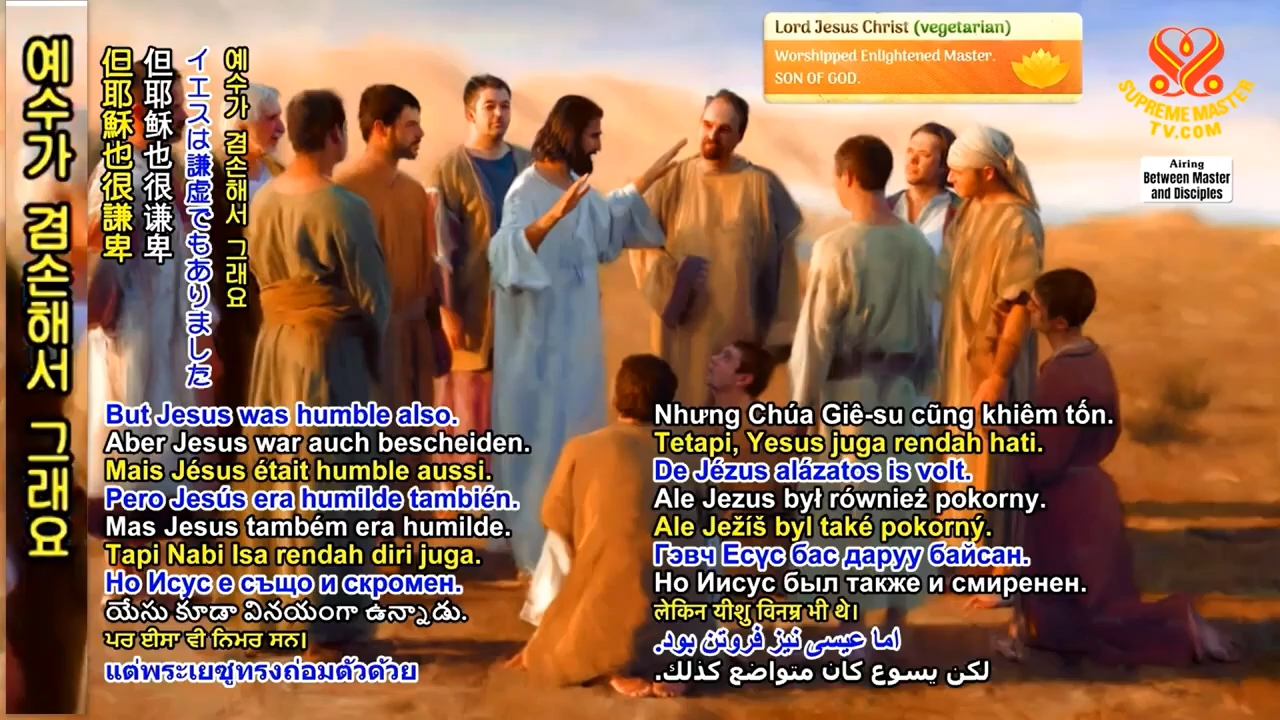 예수가 겸손해서 그래요
但耶穌也很謙卑
但耶稣也很谦卑
イエスは謙虚でもありました
예수가 겸손해서 그래요
Lord Jesus Christ (vegetarian)
Worshipped Enlightened Master.
SON OF GOD.
SUPREME MASTER
TV.COM
Airing
Between Master
and Disciples
But Jesus was humble also.
Aber Jesus war auch bescheiden.
Mais Jésus était humble aussi.
Pero Jesús era humilde también.
Mas Jesus também era humilde.
Tapi Nabi Isa rendah diri juga.
Но Исус е също и скромен.
యేసు కూడా వినయంగా ఉన్నాడు.
ਪਰ ਈਸਾ ਵੀ ਨਿਮਰ ਸਨ।
แต่พระเยซูทรงถ่อมตัวด้วย
Nhưng Chúa Giê-su cũng khiêm tốn.
Tetapi, Yesus juga rendah hati.
De Jézus alázatos is volt.
Ale Jezus był również pokorny.
Ale Ježíš byl také pokorný.
Гэвч Есүс бас даруу байсан.
Но Иисус был также и смиренен.
लेकिन यीशु विनम्र भी थे।
اما عیسی نیز فروتن بود.
لكن يسوع كان متواضع كذلك.